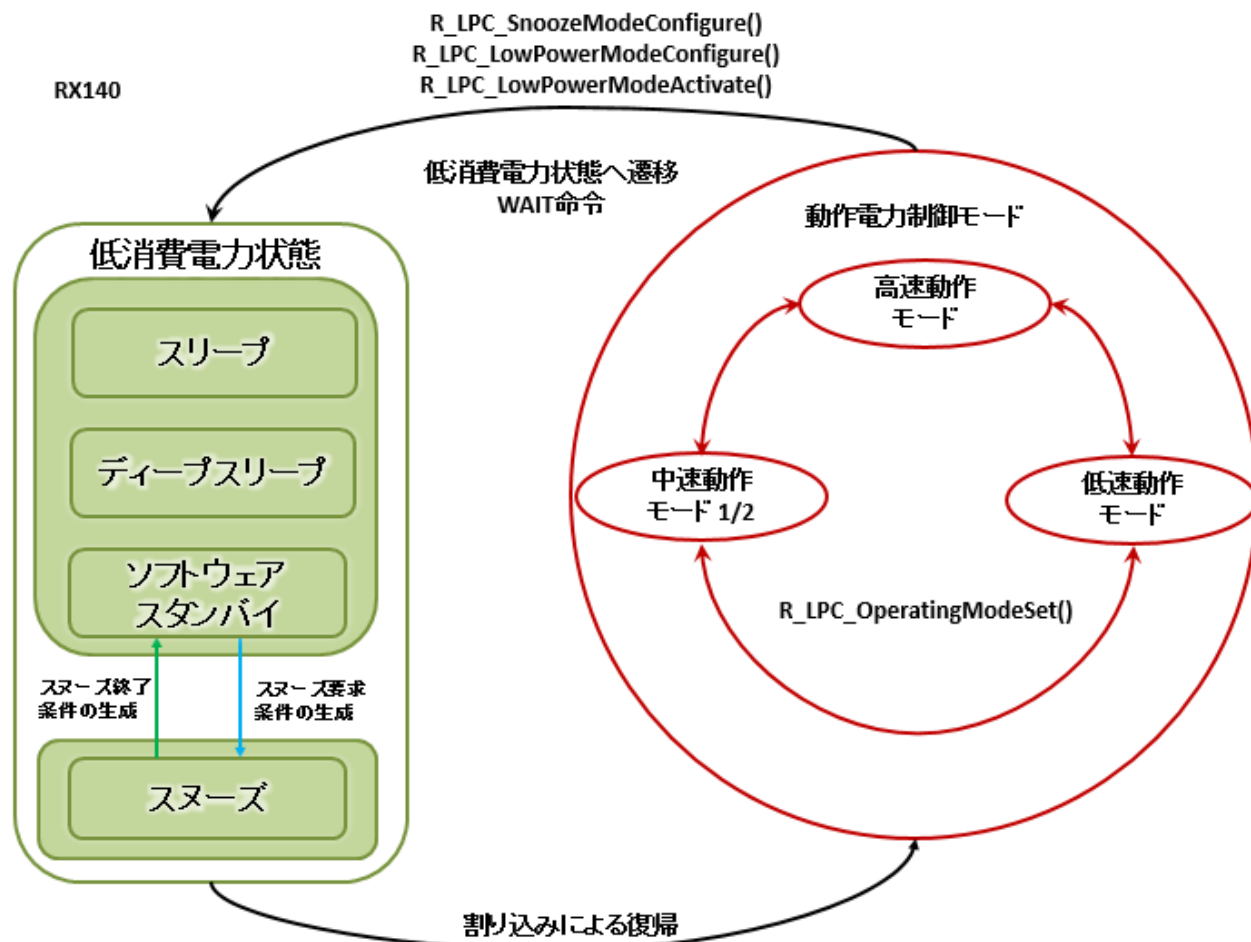 R_LPC_SnoozeModeConfigure()
R_LPC_LowPowerModeConfigure()
R_LPC_LowPowerModeActivate()
RX140
低消費電力状態へ遷移
WAIT命令
動作電力制御モード
低消費電力状態
高速動作
モード
スリープ
ディープスリープ
中速動作
モード 1/2
低速動作
モード
ソフトウェア
スタンバイ
R_LPC_OperatingModeSet()
スヌーズ終了
条件の生成
スヌーズ要求
条件の生成
スヌーズ
割り込みによる復帰